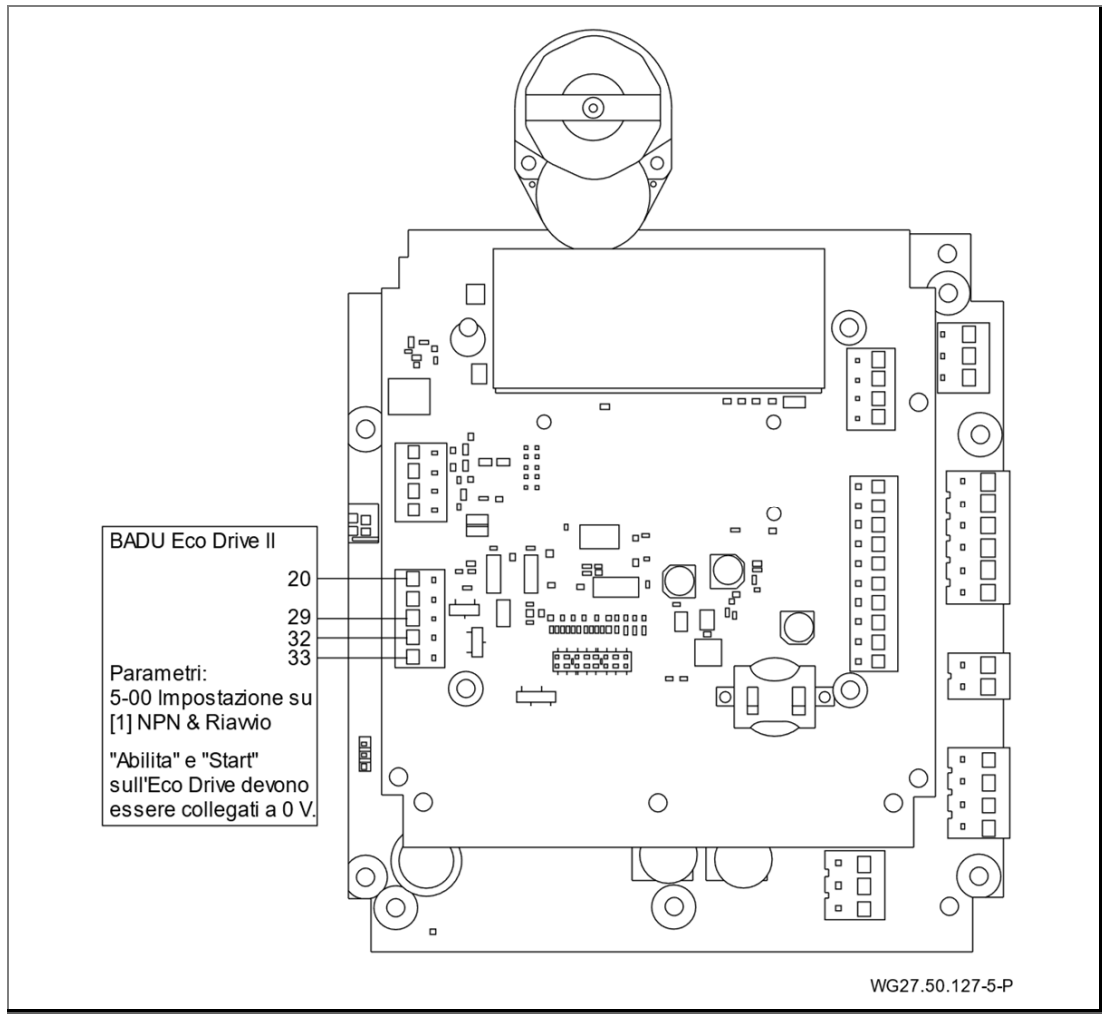 BADU Eco Drive II
20
29
32
33
Parametri:
5-00 Impostazione su
[1] NPN & Riavvio
"Abilita" e "Start"
sull'Eco Drive devono
essere collegati a 0 V.
WG27.50.127-5-P